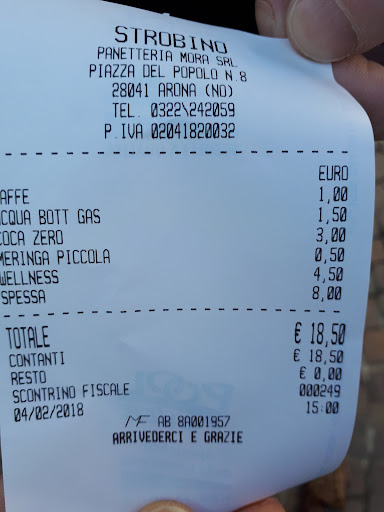 STROBINO
PANETTERIA MORA SRL
PIAZZA DEL POPOLO N.8
28041 ARONA (NO)
TEL. 0322\242059
P.IVA 02041820032
EURO
AFFE 1,00
ACQUA BOTT GAS 1,50
COCA ZERO 3,00
MERINGA PICCOLA 0,50
WELLNESS 4,50
SPESSA 8,00
TOTALE € 18,50
CONTANTI € 18,50
RESTO € 0,00
SCONTRINO FISCALE 000249
04/02/2018 15:00
MF AB 8A001957
ARRIVEDERCI E GRAZIE